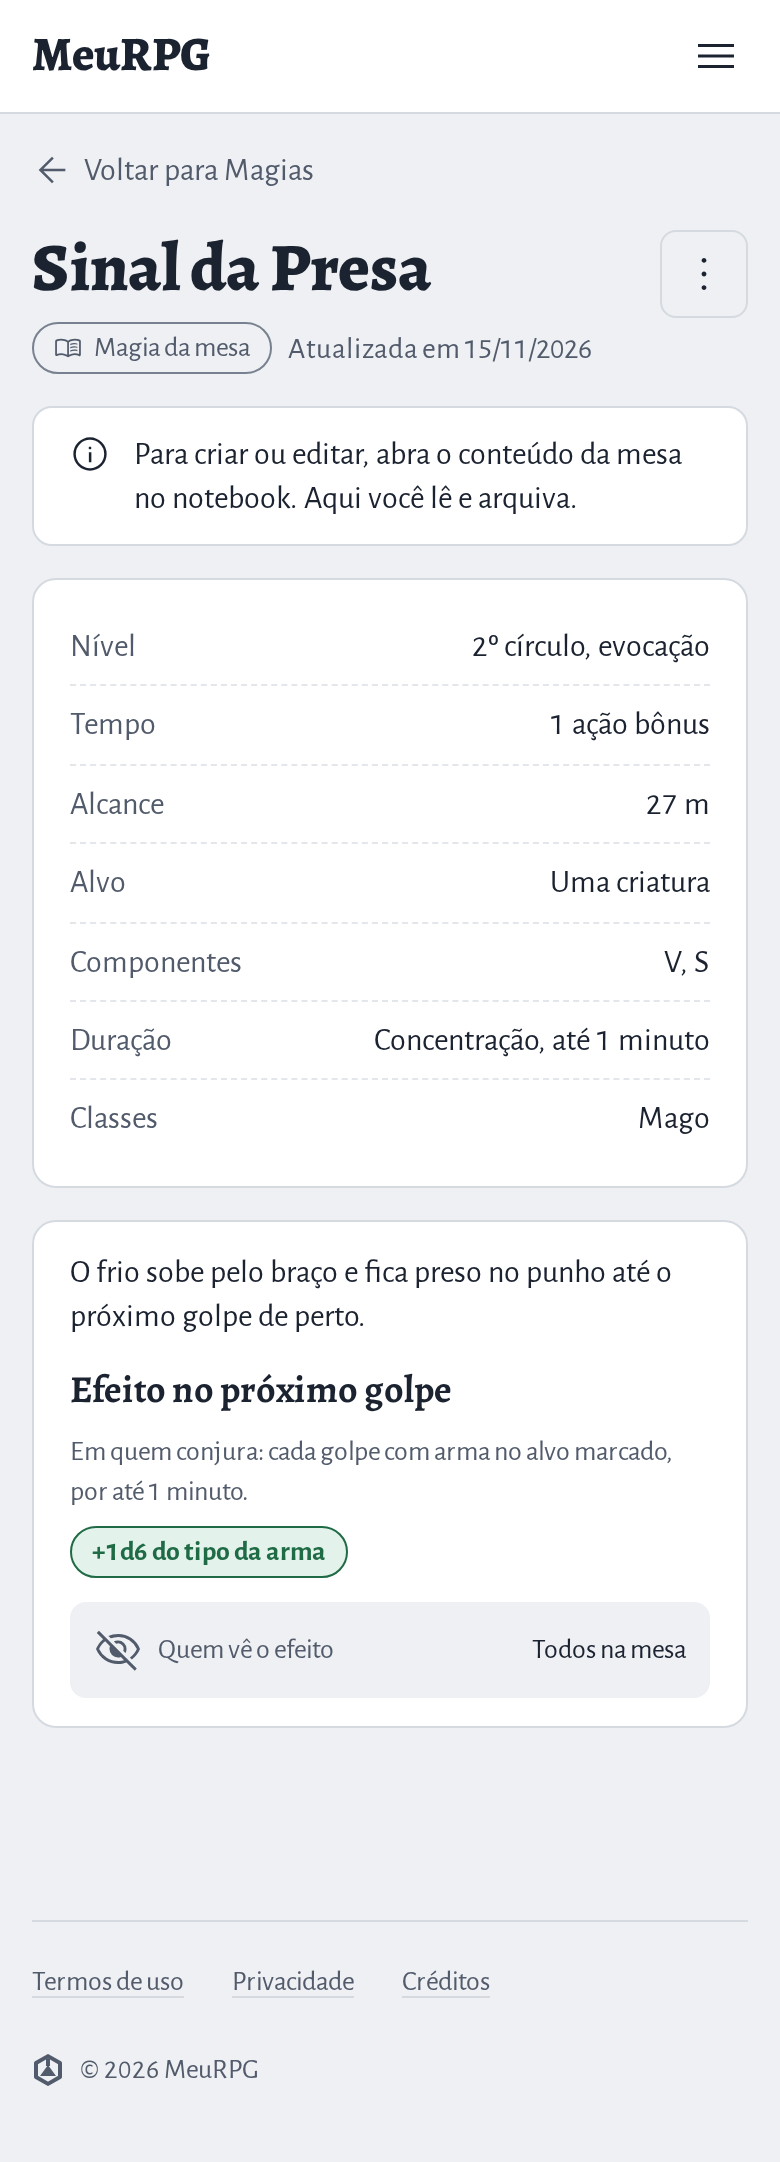 MeuRPG
Voltar para Magias
Sinal da Presa
Magia da mesa
Atualizada em 15/11/2026
Para criar ou editar, abra o conteúdo da mesa
no notebook. Aqui você lê e arquiva.
Nível
2º círculo, evocação
Tempo
1 ação bônus
Alcance
27 m
Alvo
Uma criatura
Componentes
V, S
Duração
Concentração, até 1 minuto
Classes
Mago
O frio sobe pelo braço e fica preso no punho até o
próximo golpe de perto.
Efeito no próximo golpe
Em quem conjura: cada golpe com arma no alvo marcado,
por até 1 minuto.
+1d6 do tipo da arma
Quem vê o efeito
Todos na mesa
Termos de uso
Privacidade
Créditos
© 2026 MeuRPG